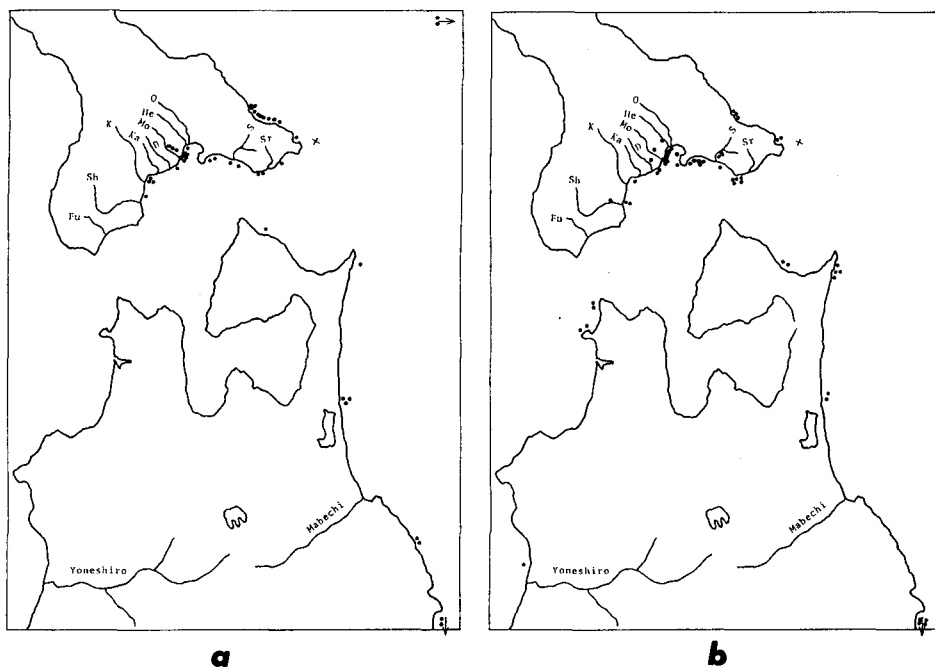 O
He
Mo
D
Ka
K
S
Sr
Sh
Fu
x
Mabechi
Yoneshiro
a
O
He
Mo
D
Ka
K
S
Sr
Sh
Fu
x
Mabechi
Yoneshiro
b